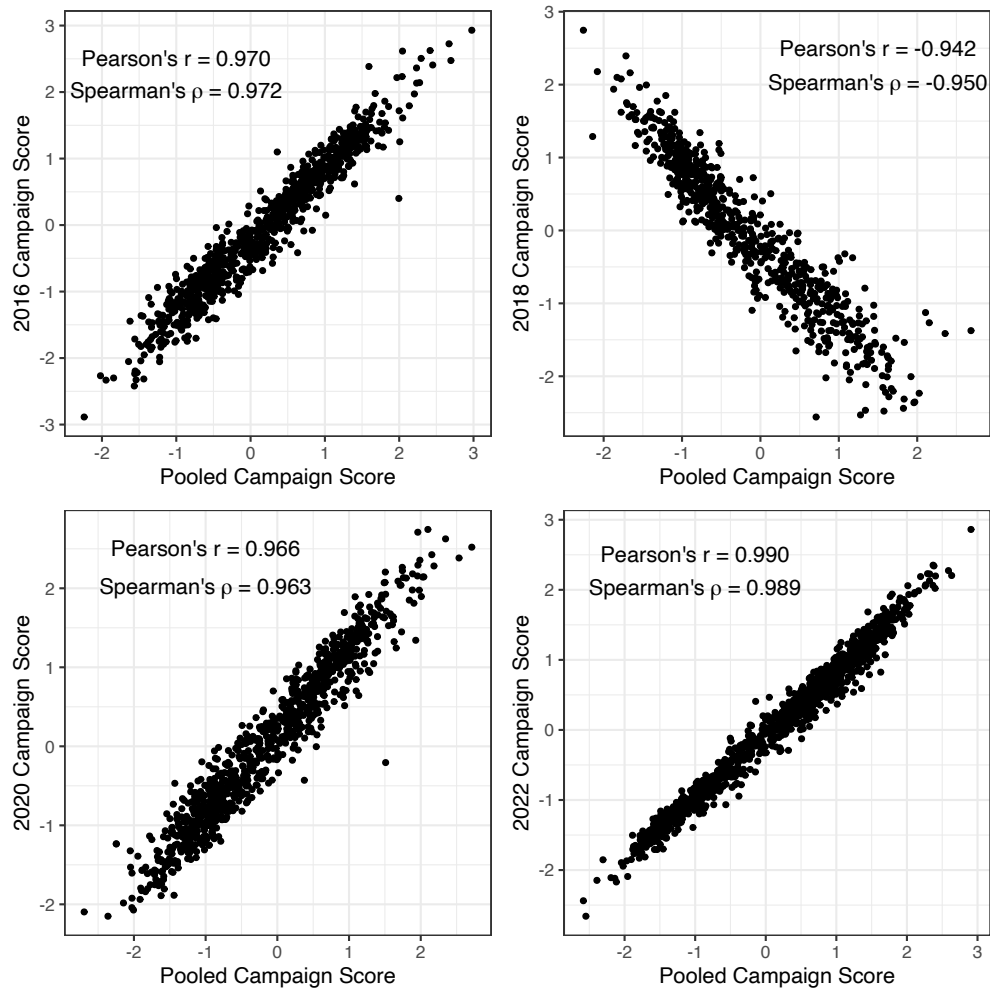 Pearson's r = 0.970
Spearman's ρ = 0.972
2016 Campaign Score
3
2
1
0
-1
-2
-3
-2
-1
0
1
2
3
Pooled Campaign Score
Pearson's r = -0.942
Spearman's ρ = -0.950
2018 Campaign Score
3
2
1
0
-1
-2
-2
-1
0
1
2
Pooled Campaign Score
Pearson's r = 0.966
Spearman's ρ = 0.963
2020 Campaign Score
2
1
0
-1
-2
-2
-1
0
1
2
Pooled Campaign Score
Pearson's r = 0.990
Spearman's ρ = 0.989
2022 Campaign Score
3
2
1
0
-1
-2
-2
-1
0
1
2
3
Pooled Campaign Score